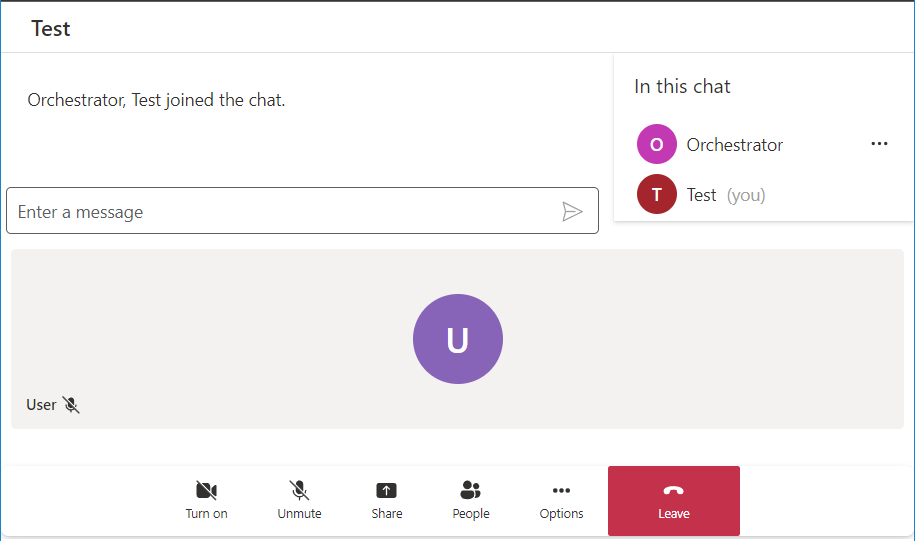 Test
Orchestrator, Test joined the chat.
In this chat
O Orchestrator
T Test (you)
Enter a message
U
User
Turn on
Unmute
Share
People
Options
Leave